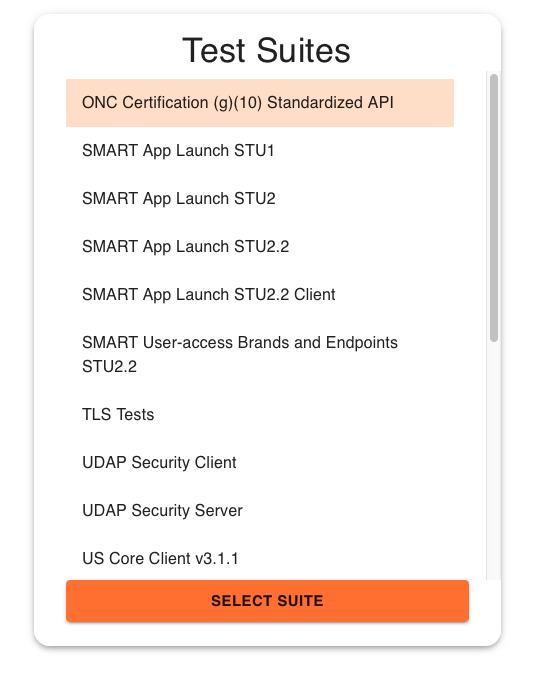 Test Suites
ONC Certification (g)(10) Standardized API
SMART App Launch STU1
SMART App Launch STU2
SMART App Launch STU2.2
SMART App Launch STU2.2 Client
SMART User-access Brands and Endpoints
STU2.2
TLS Tests
UDAP Security Client
UDAP Security Server
US Core Client v3.1.1
SELECT SUITE